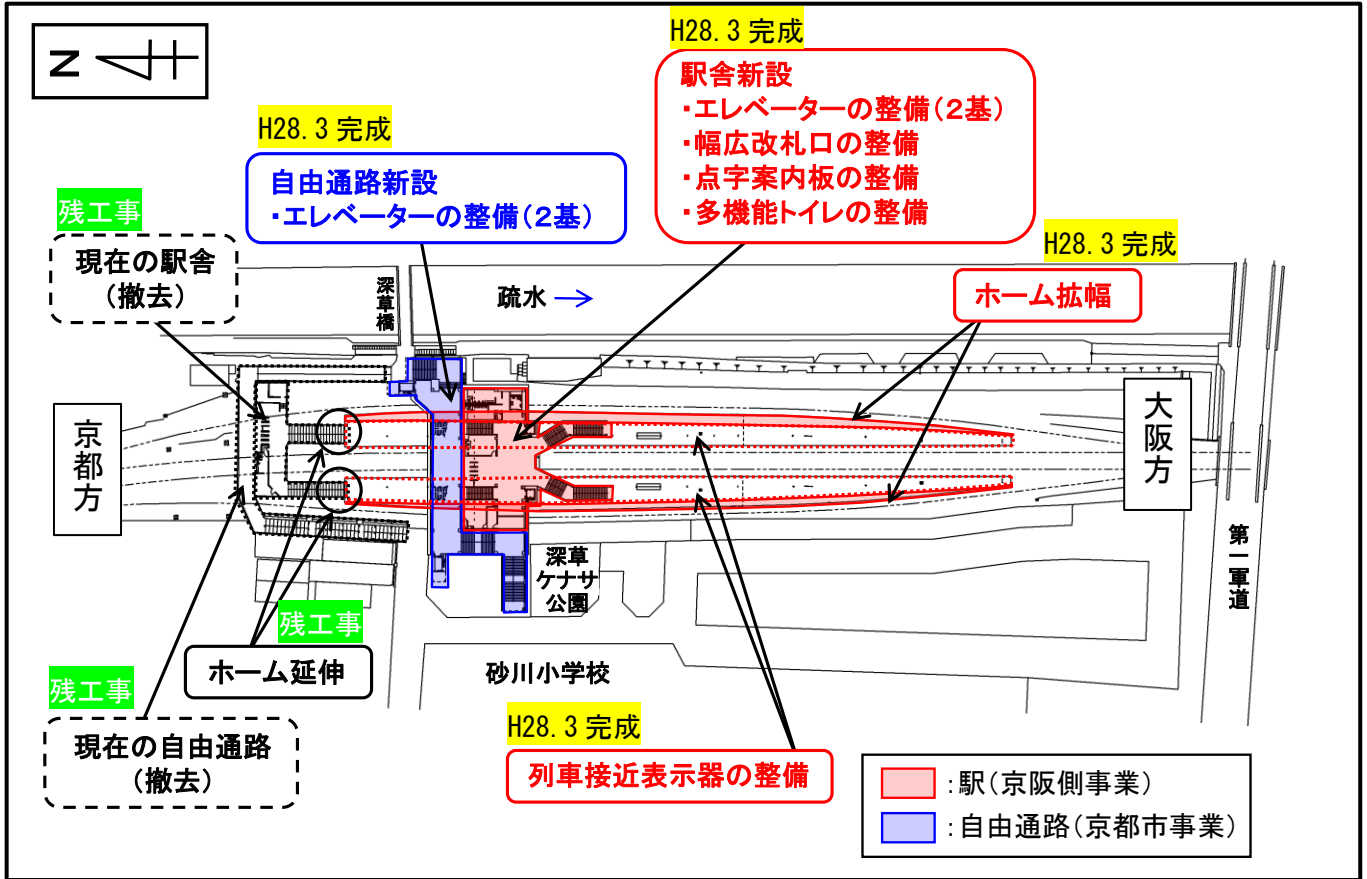 N
H28.3 完成
駅舎新設
・エレベーターの整備(2基)
・幅広改札口の整備
・点字案内板の整備
・多機能トイレの整備
H28.3 完成
自由通路新設
・エレベーターの整備(2基)
残工事
現在の駅舎
(撤去)
深草橋
疏水
H28.3 完成
ホーム拡幅
京都方
大阪方
第一軍道
深草
ケナサ
公園
残工事
ホーム延伸
砂川小学校
残工事
現在の自由通路
(撤去)
H28.3 完成
列車接近表示器の整備
:駅(京阪側事業)
:自由通路(京都市事業)